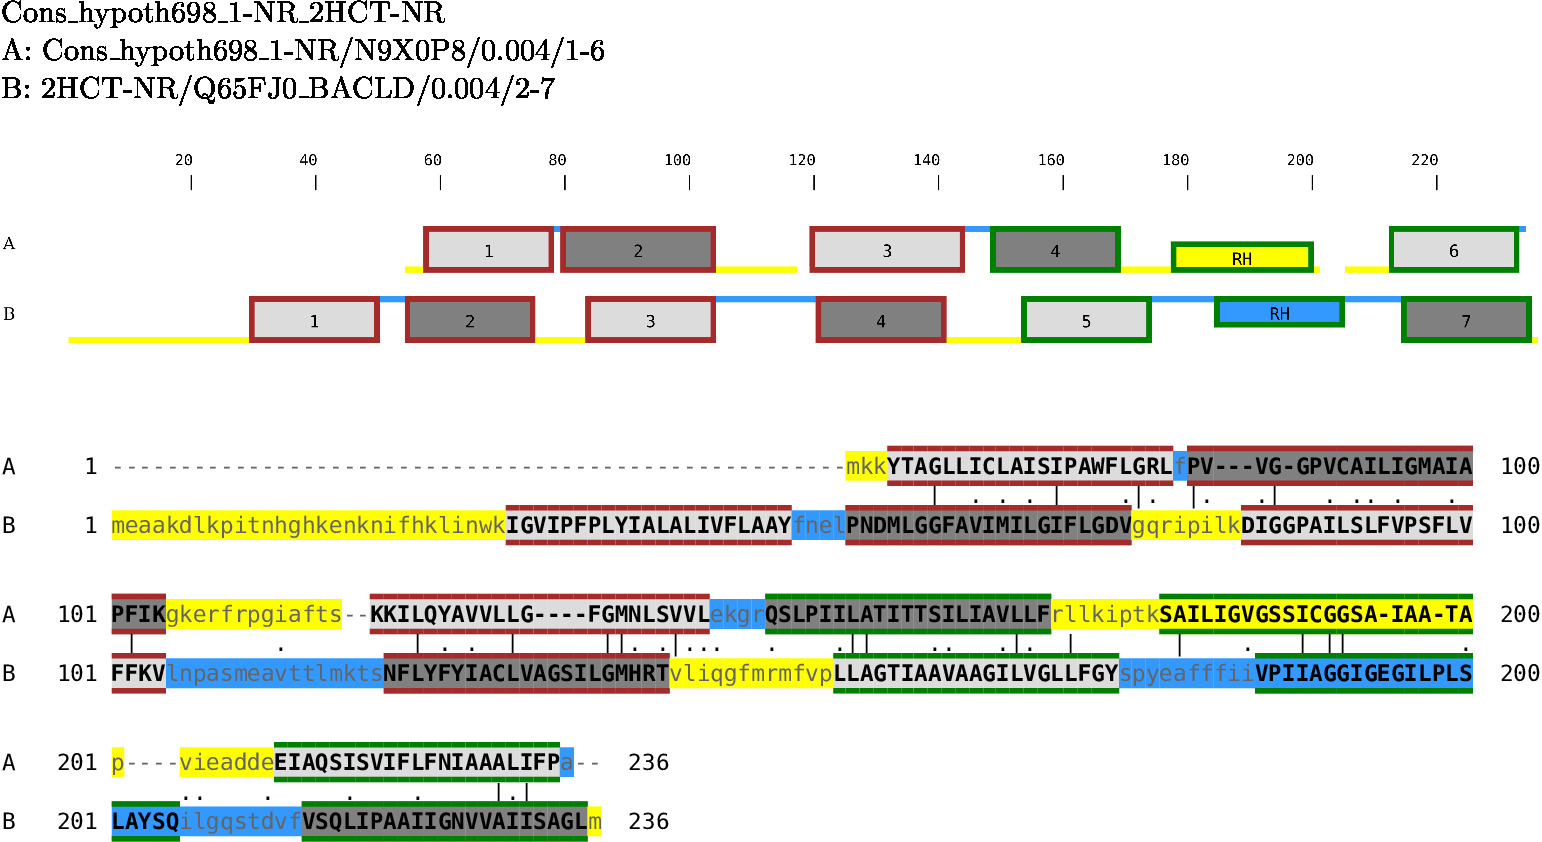 Cons_hypoth698_1-NR_2HCT-NR
A: Cons_hypoth698_1-NR/N9X0P8/0.004/1-6
B: 2HCT-NR/Q65FJ0_BACLD/0.004/2-7
20 40 60 80 100 120 140 160 180 200 220
A 1 2 3 4 RH 6
B 1 2 3 4 5 RH 7
A 1 ------------------------------------------------------mkkYTAGLLICLAISIPAWFLGRLfPV---VG-GPVCAILIGMAIA 100
B 1 meaakdlkpitnhghkenknifhklinwkIGVIPFPLYIALALIVFLAAYfnelPNDMLGGFAVIMILGIFLGDVgqripilkDIGGPAILSLFVPSFLV 100
A 101 PFIKgkerfrpgiafts--KKILQYAVVLLG----FGMNLSVVLekgrQSLPIILATITTSILIAVLLFrllkiptkSAILIGVGSSICGGSA-IAA-TA 200
B 101 FFKVlnpasmeavttlmktsNFLYFYIACLVAGSILGMHRTvliqgfmrmfvpLLAGTIAAVAAGILVGLLFGYspyeafffiiVPIIAGGIGEGILPLS 200
A 201 p----vieaddeEIAQSISVIFLFNIAAALIFPa-- 236
B 201 LAYSQilgqstdvfVSQLIPAAIIGNVVAIISAGLm 236